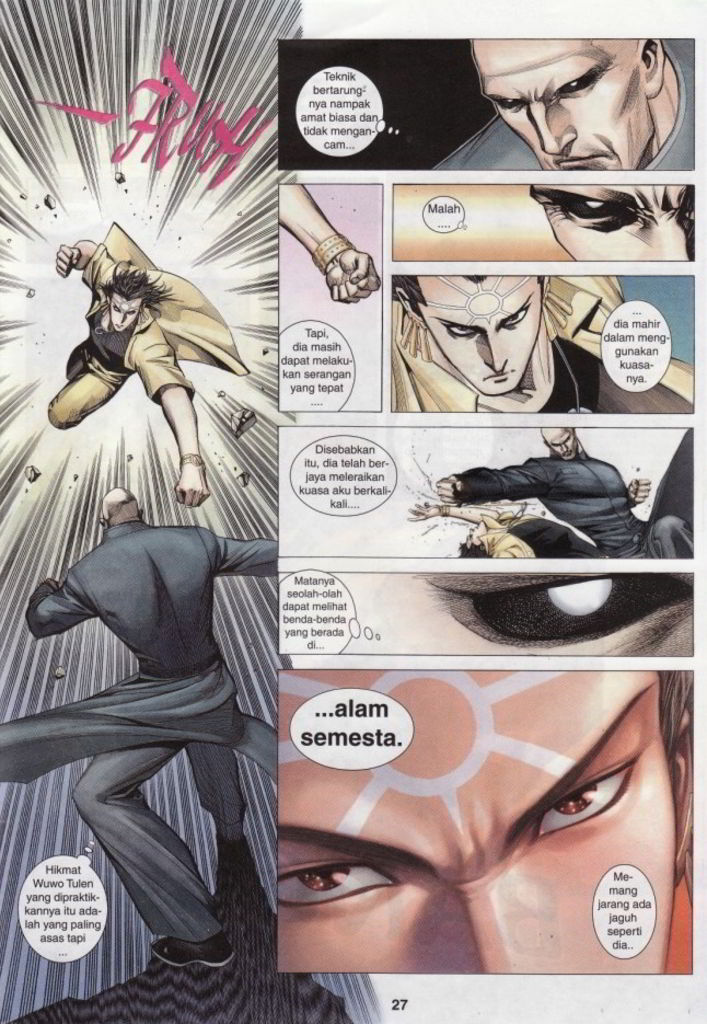 FRUSH
Hikmat
Wuwo Tulen
yang dipraktik-
kannya itu ada-
lah yang paling
asas tapi
...
Teknik
bertarung-
nya nampak
amat biasa dan
tidak mengan-
cam...
Malah
....
Tapi,
dia masih
dapat melaku-
kan serangan
yang tepat
....
...
dia mahir
dalam meng-
gunakan
kuasa-
nya.
Disebabkan
itu, dia telah ber-
jaya meleraikan
kuasa aku berkali-
kali....
Matanya
seolah-olah
dapat melihat
benda-benda
yang berada
di...
...alam
semesta.
Me-
mang
jarang ada
jaguh
seperti
dia..
27